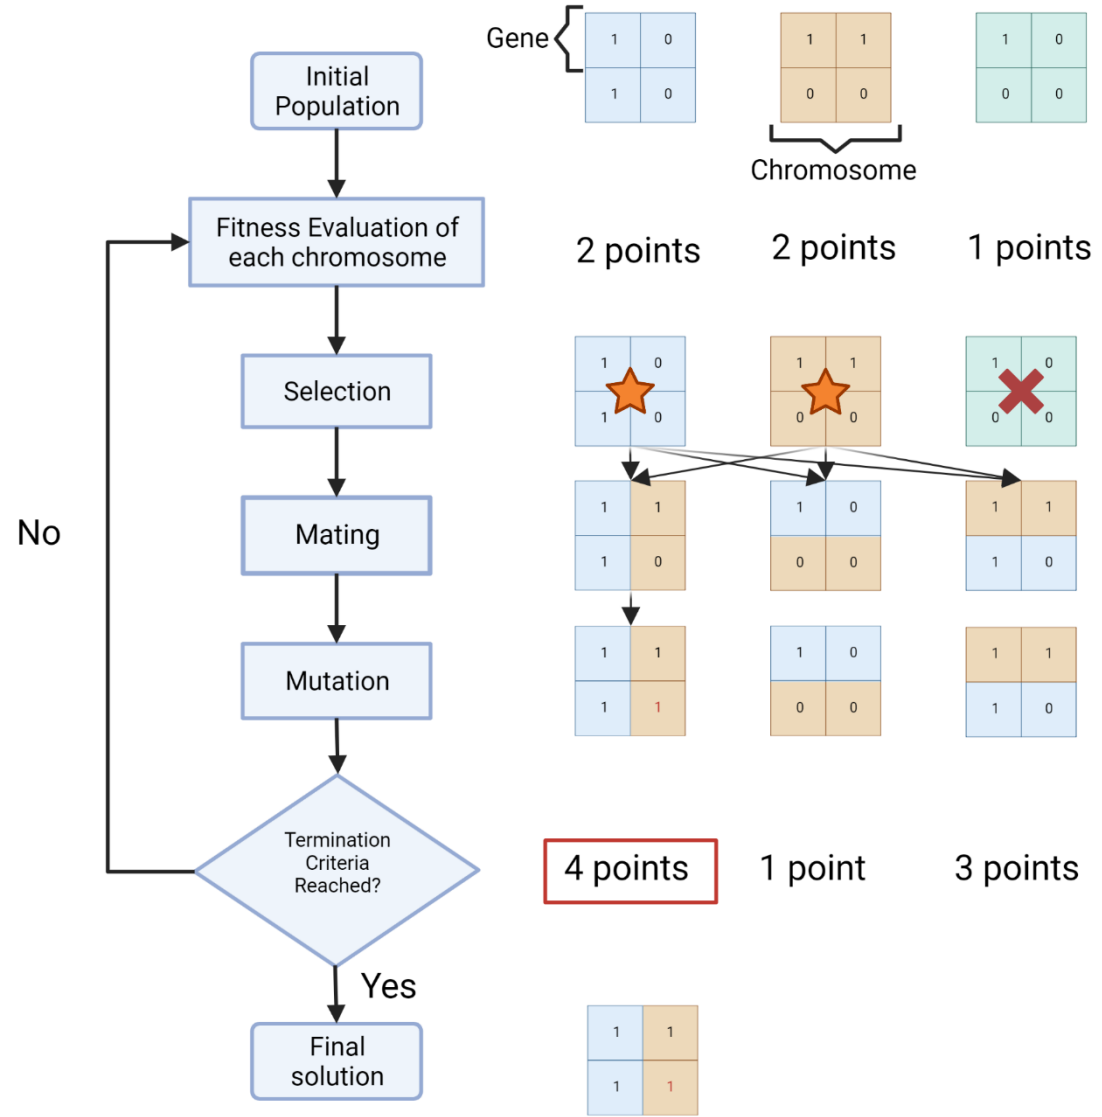 Gene
1 0
1 0
1 1
0 0
1 0
0 0
Chromosome
Initial
Population
Fitness Evaluation of
each chromosome
2 points
2 points
1 points
Selection
1 0
1 0
1 1
0 0
1 0
0 0
No
Mating
1 1
1 0
1 0
0 0
1 1
1 0
Mutation
1 1
1 1
1 0
0 0
1 1
1 0
Termination
Criteria
Reached?
4 points
1 point
3 points
Yes
Final
solution
1 1
1 1